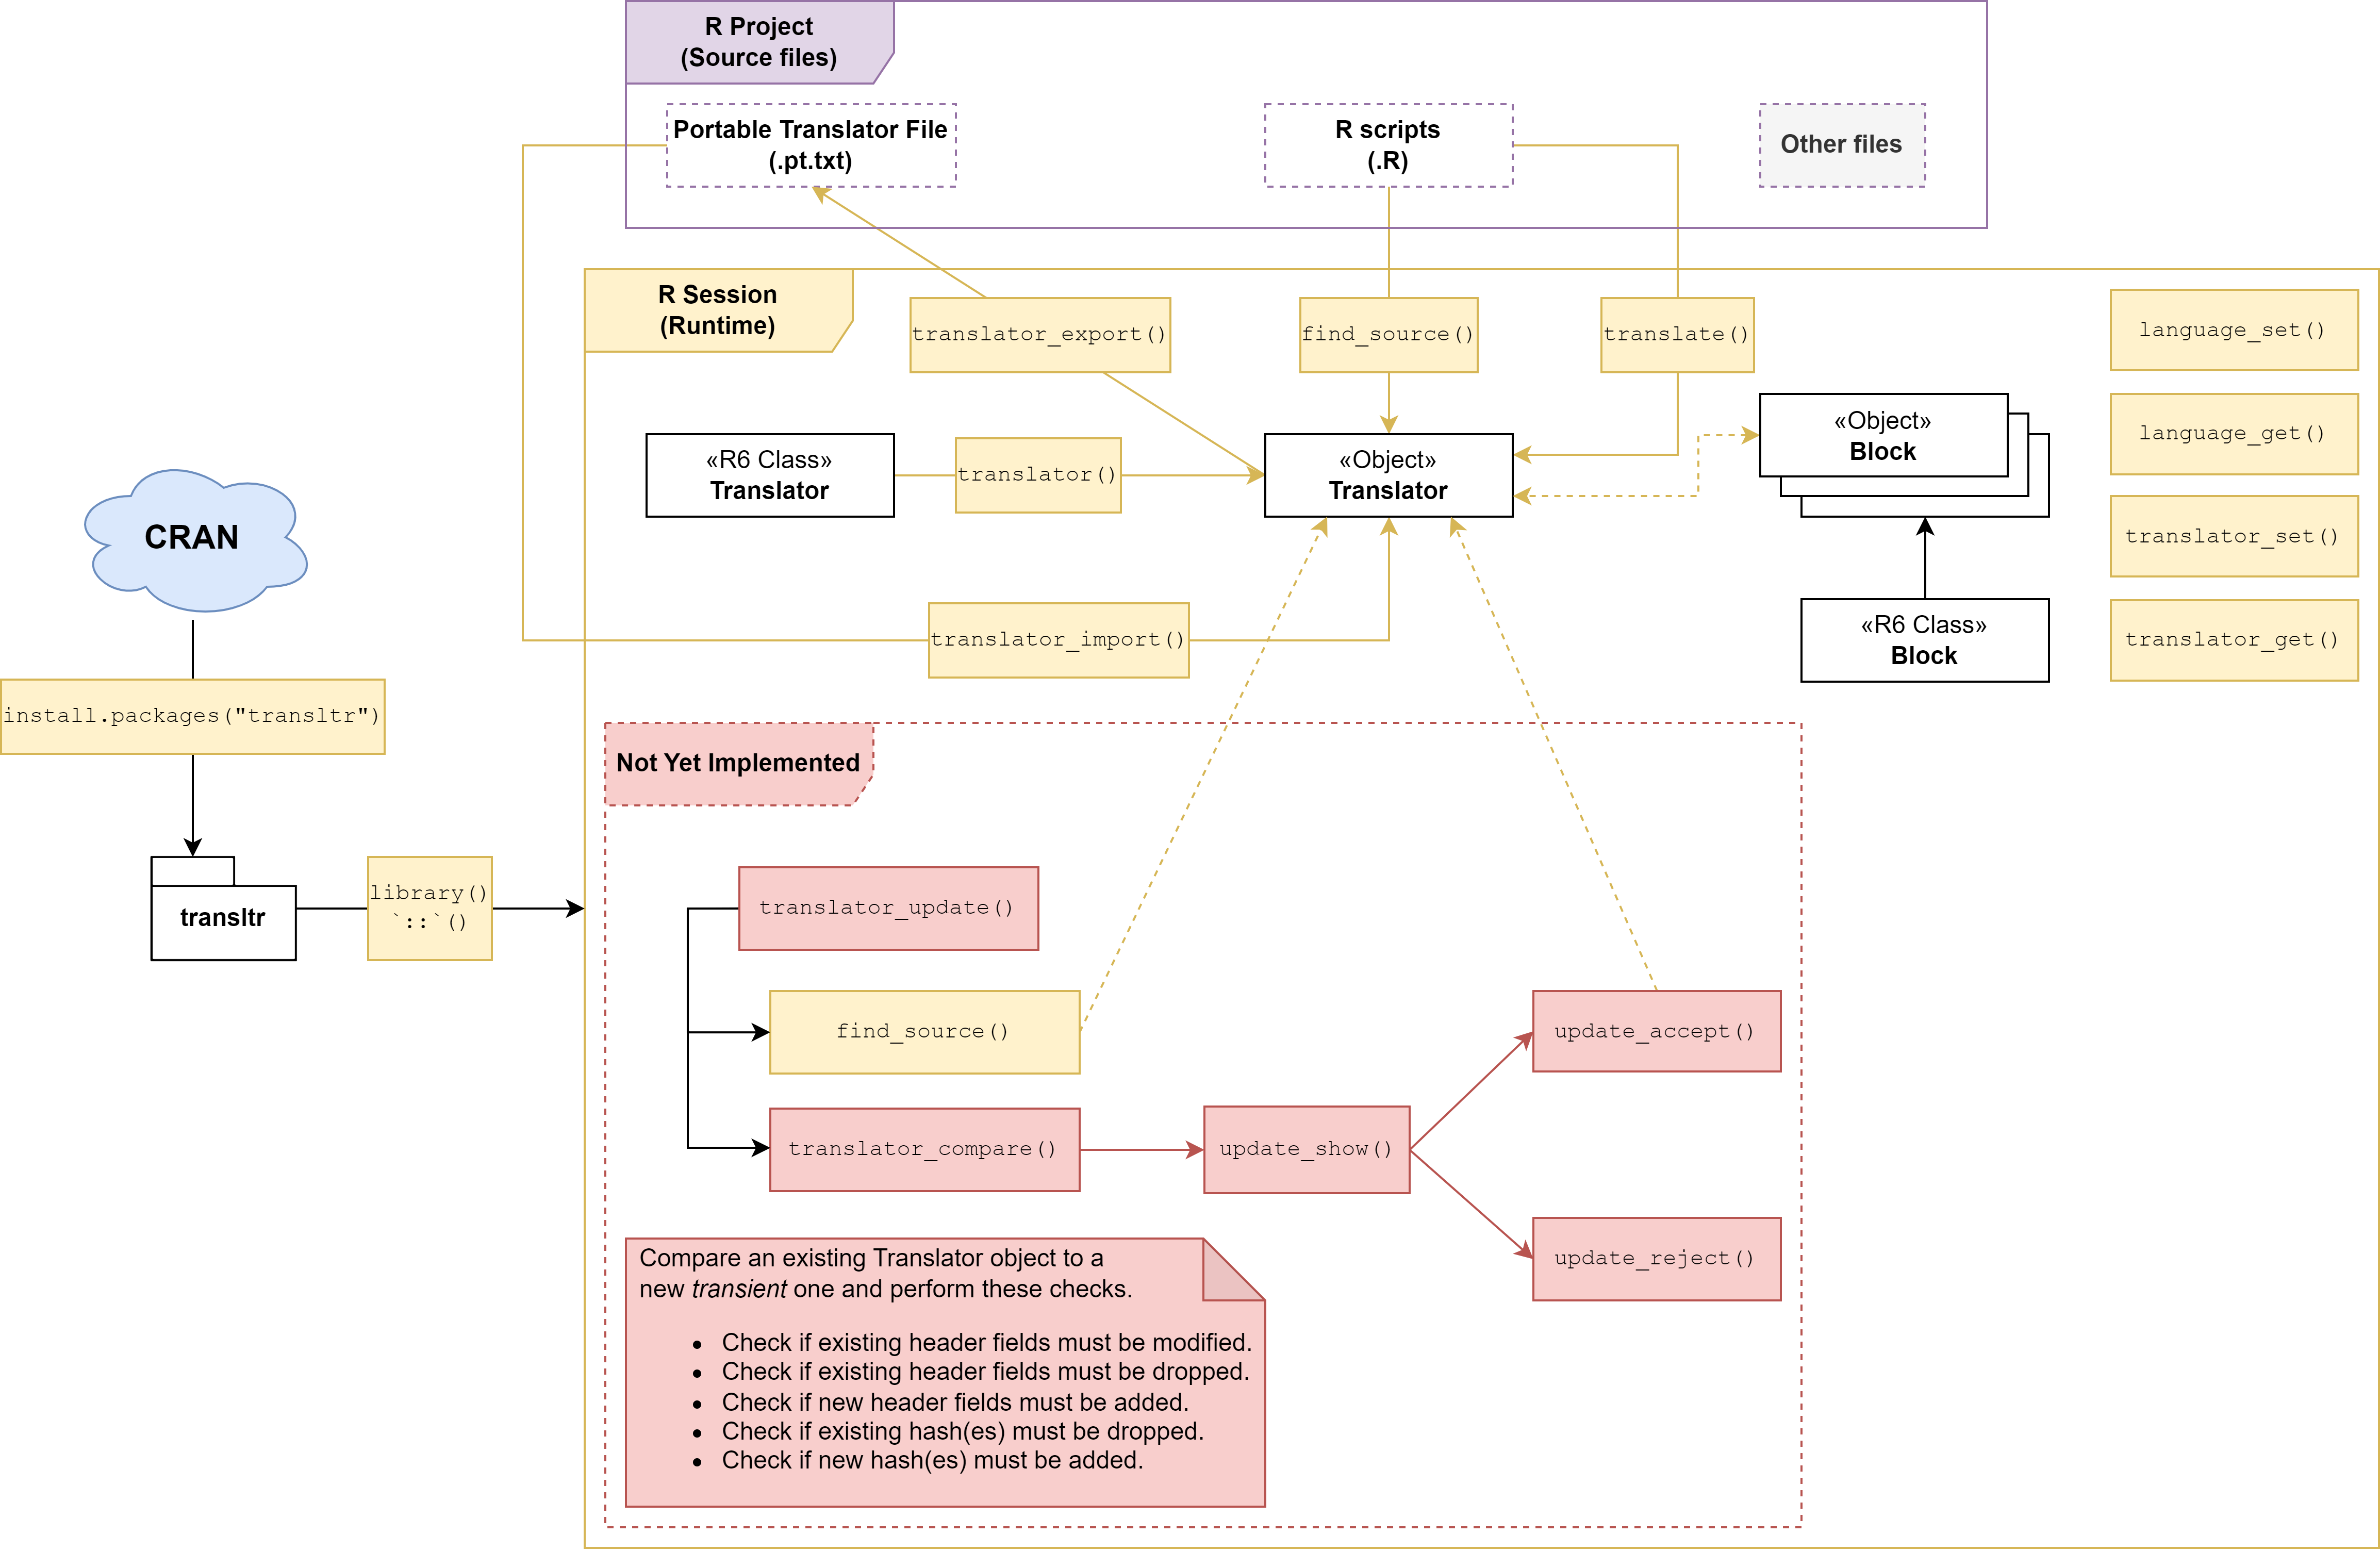 R Project
(Source files)
Portable Translator File
(.pt.txt)
R scripts
(.R)
Other files
R Session
(Runtime)
translator_export()
find_source()
translate()
language_set()
«R6 Class»
Translator
translator()
«Object»
Translator
«Object»
Block
language_get()
translator_set()
CRAN
translator_import()
«R6 Class»
Block
translator_get()
install.packages("transltr")
Not Yet Implemented
transltr
library()
`::`()
translator_update()
find_source()
update_accept()
translator_compare()
update_show()
update_reject()
Compare an existing Translator object to a
new transient one and perform these checks.
• Check if existing header fields must be modified.
• Check if existing header fields must be dropped.
• Check if new header fields must be added.
• Check if existing hash(es) must be dropped.
• Check if new hash(es) must be added.